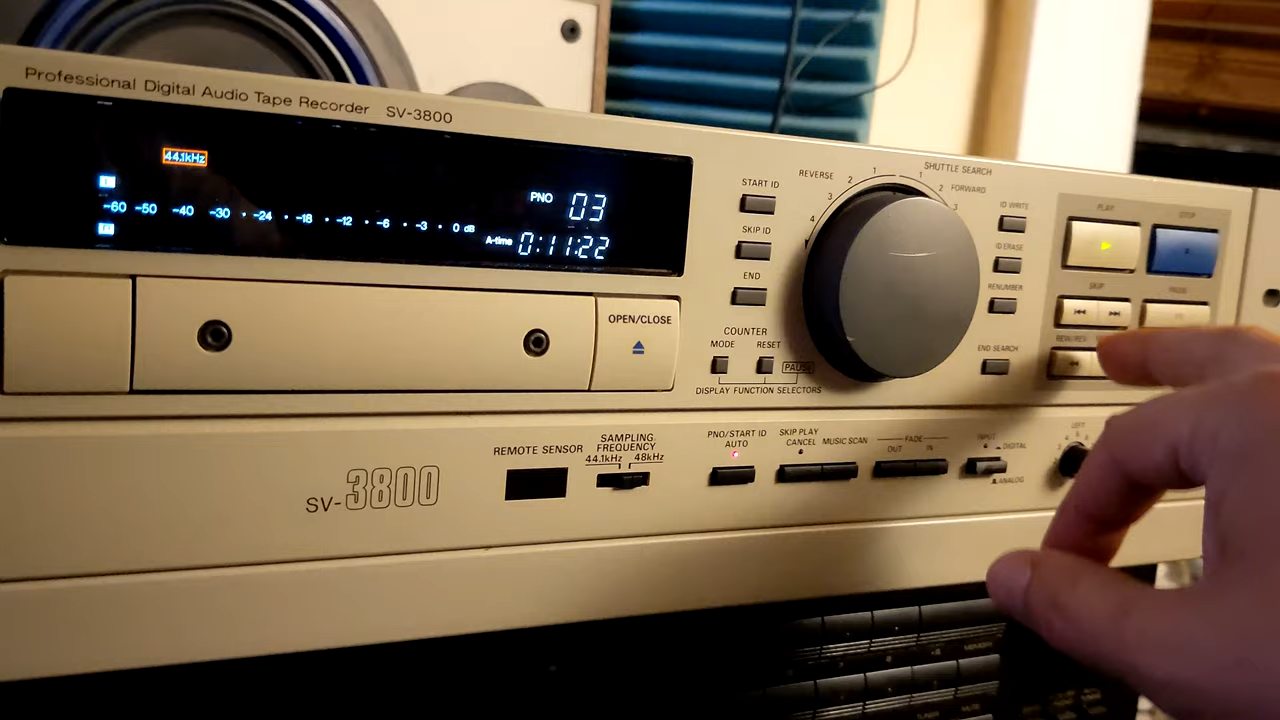 Professional Digital Audio Tape Recorder SV-3800
44.1kHz
L
-60 -50 -40 -30 · -24 · -18 · -12 · -6 · -3 · 0 dB
R
PNO 03
A-time 0:11:22
OPEN/CLOSE
START ID
SKIP ID
END
COUNTER
MODE RESET PAUSE
DISPLAY FUNCTION SELECTORS
SHUTTLE SEARCH
REVERSE FORWARD
4 3 2 1 1 2 3
ID WRITE
ID ERASE
RENUMBER
END SEARCH
PLAY STOP
SKIP
SV-3800
REMOTE SENSOR
SAMPLING
FREQUENCY
44.1kHz 48kHz
PNO/START ID
AUTO
SKIP PLAY
CANCEL
MUSIC SCAN
FADE
OUT IN
INPUT
DIGITAL
ANALOG
LEFT
MEMORY